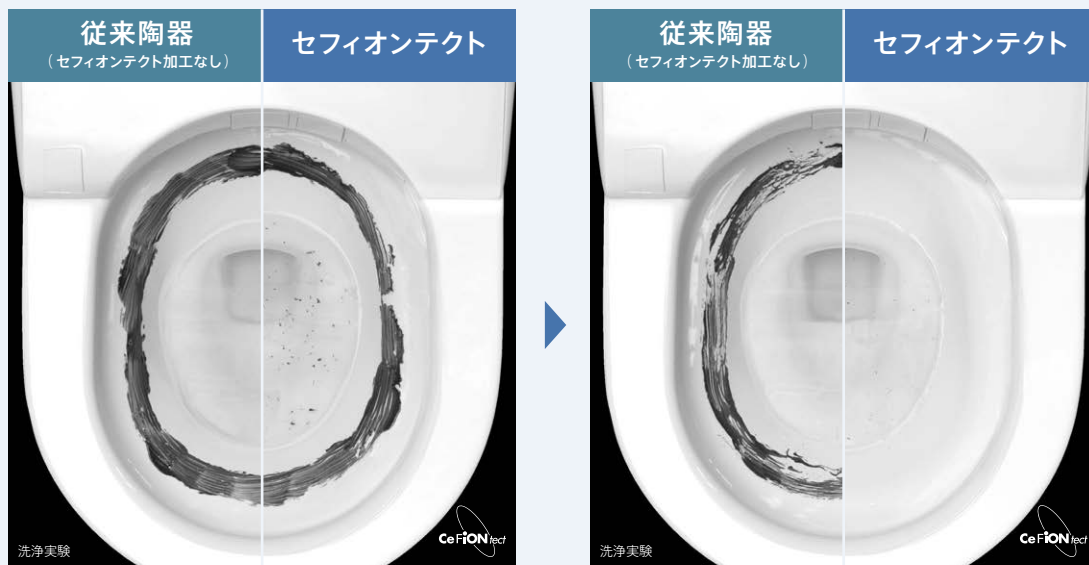 従来陶器
（セフィオンテクト加工なし）
セフィオンテクト
洗浄実験
CeFiONtect
従来陶器
（セフィオンテクト加工なし）
セフィオンテクト
洗浄実験
CeFiONtect